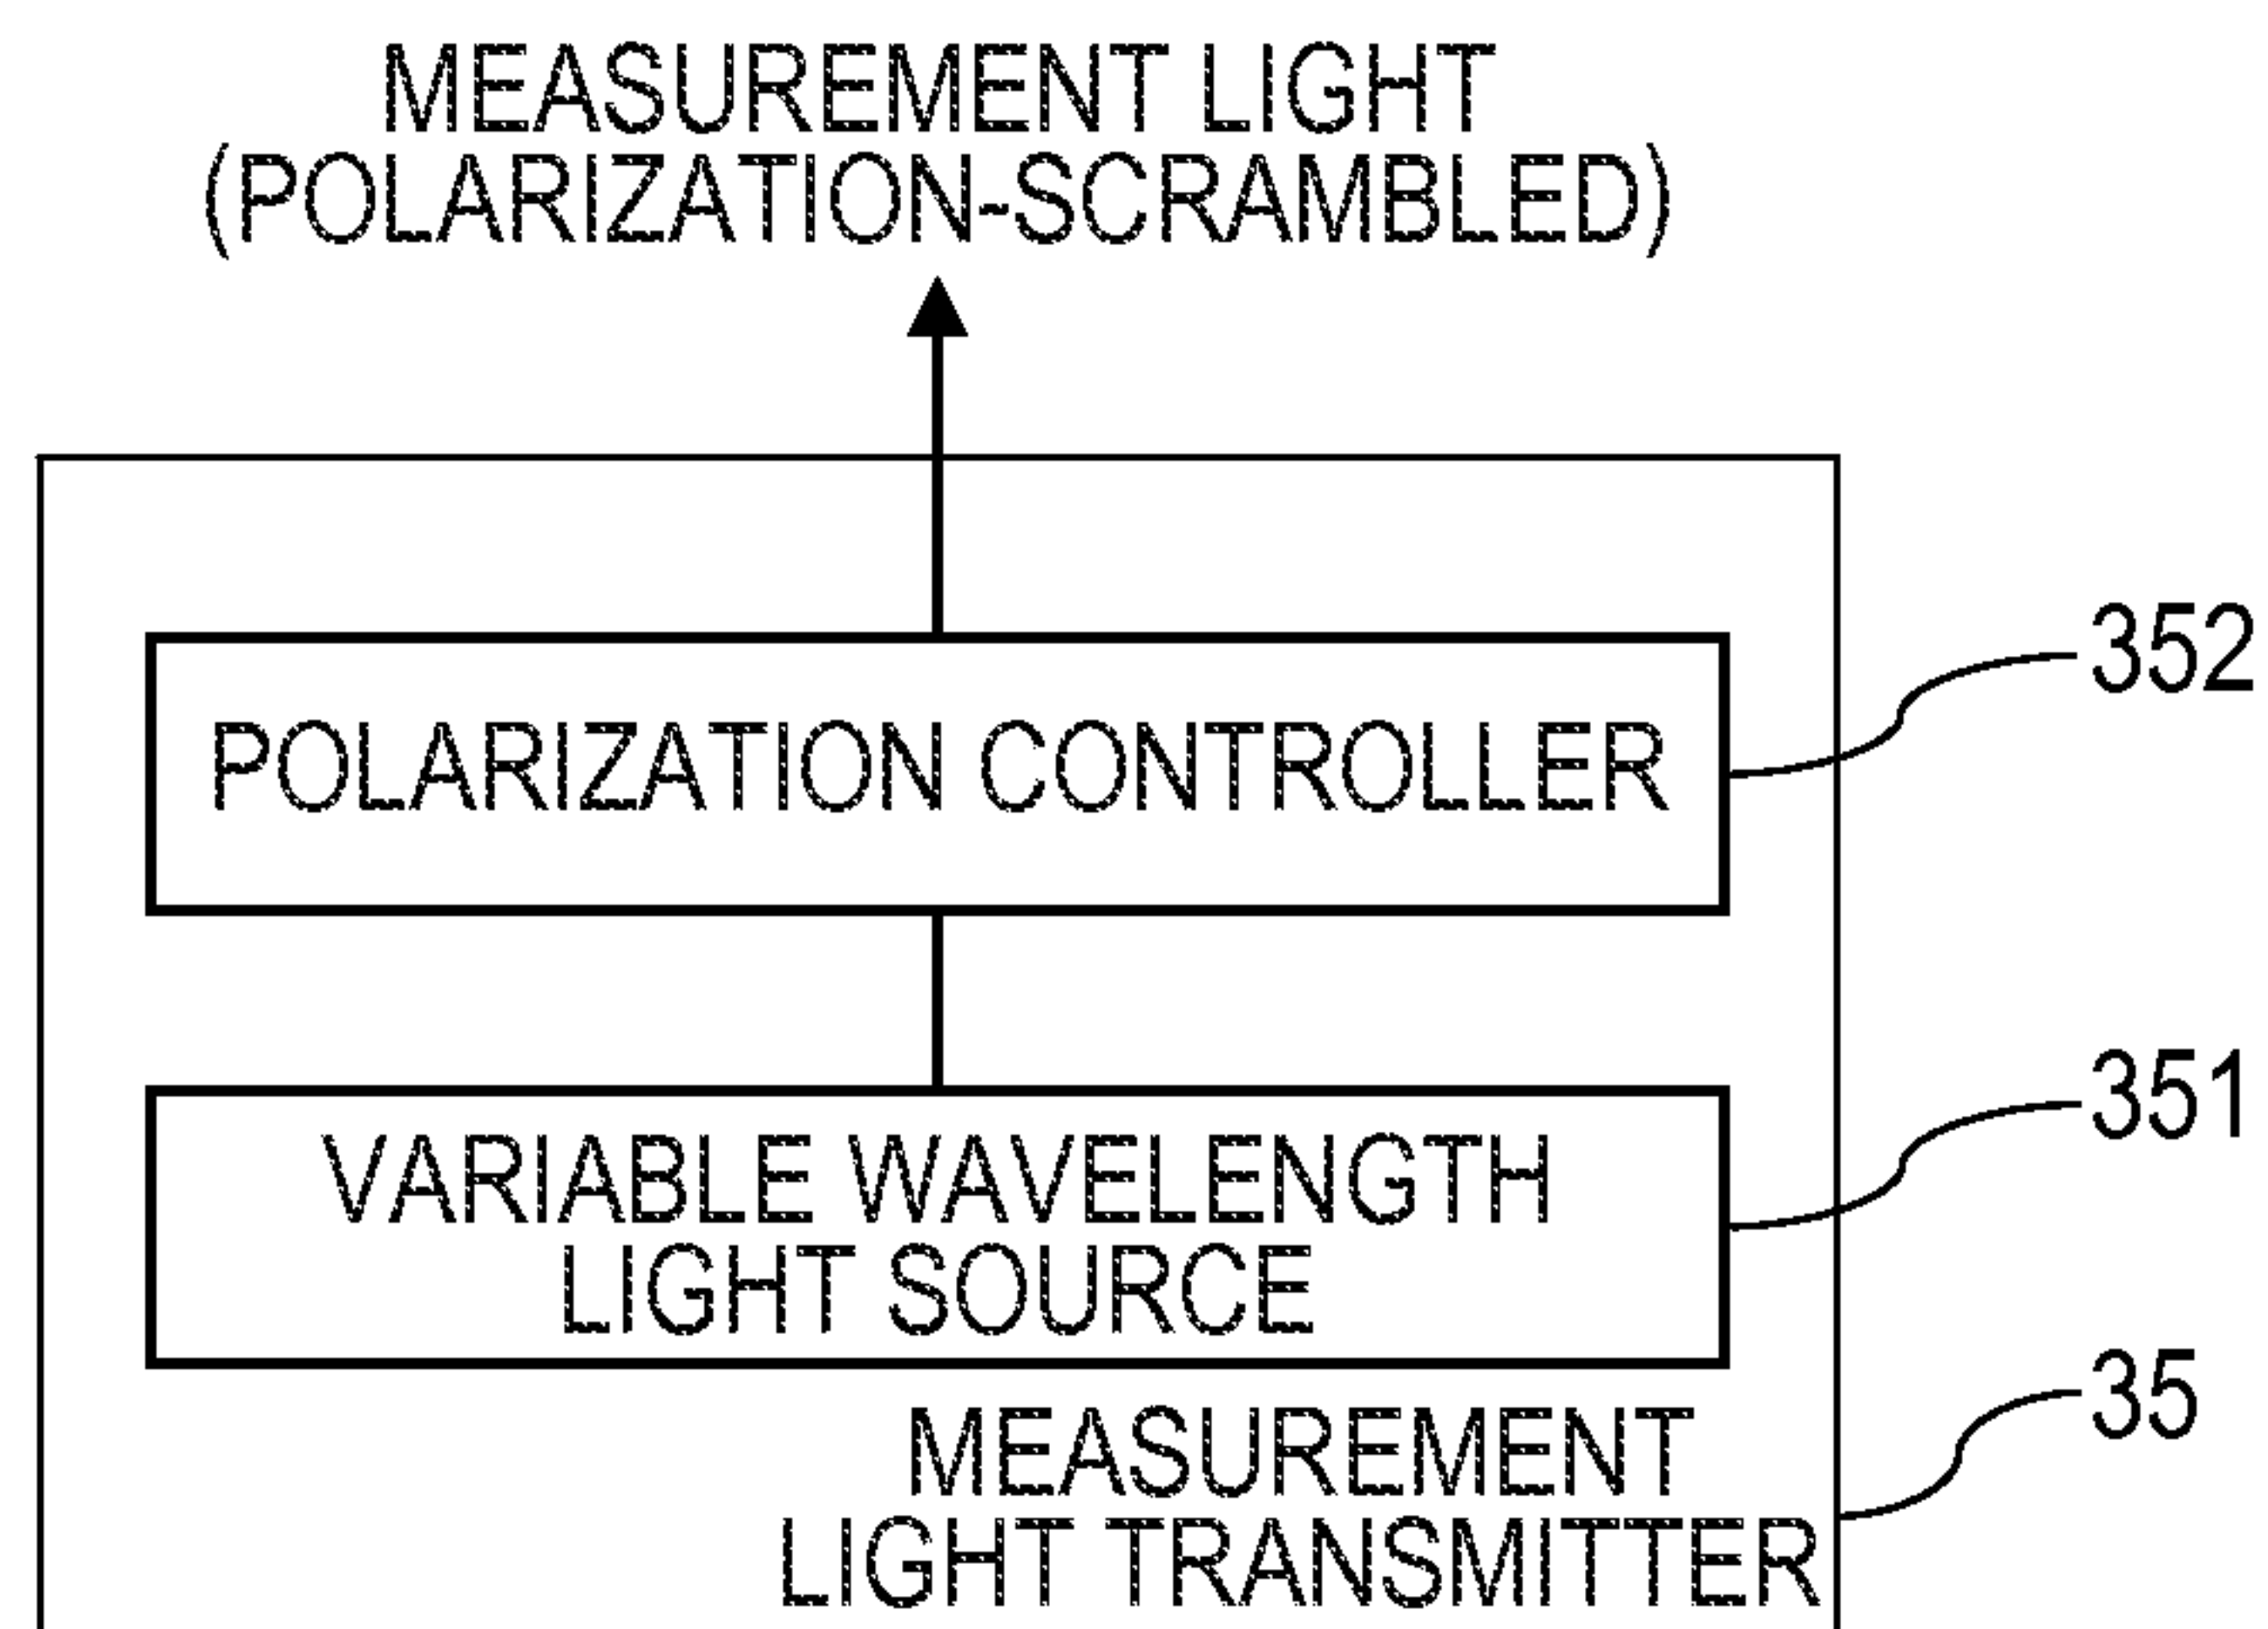 MEASUREMENT LIGHT
(POLARIZATION-SCRAMBLED)
352
POLARIZATION CONTROLLER
351
VARIABLE WAVELENGTH
LIGHT SOURCE
35
MEASUREMENT
LIGHT TRANSMITTER